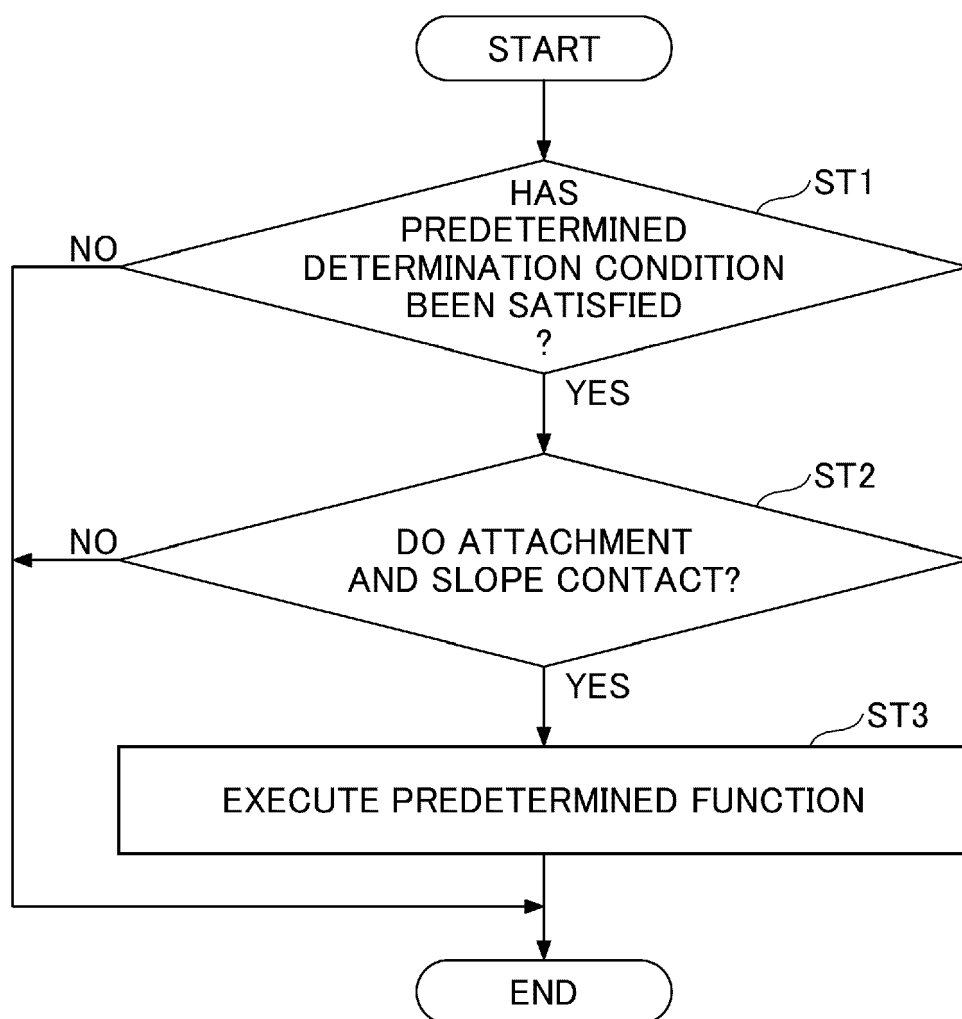 START
ST1
HAS
PREDETERMINED
DETERMINATION CONDITION
BEEN SATISFIED
?
NO
YES
ST2
DO ATTACHMENT
AND SLOPE CONTACT?
NO
YES
ST3
EXECUTE PREDETERMINED FUNCTION
END